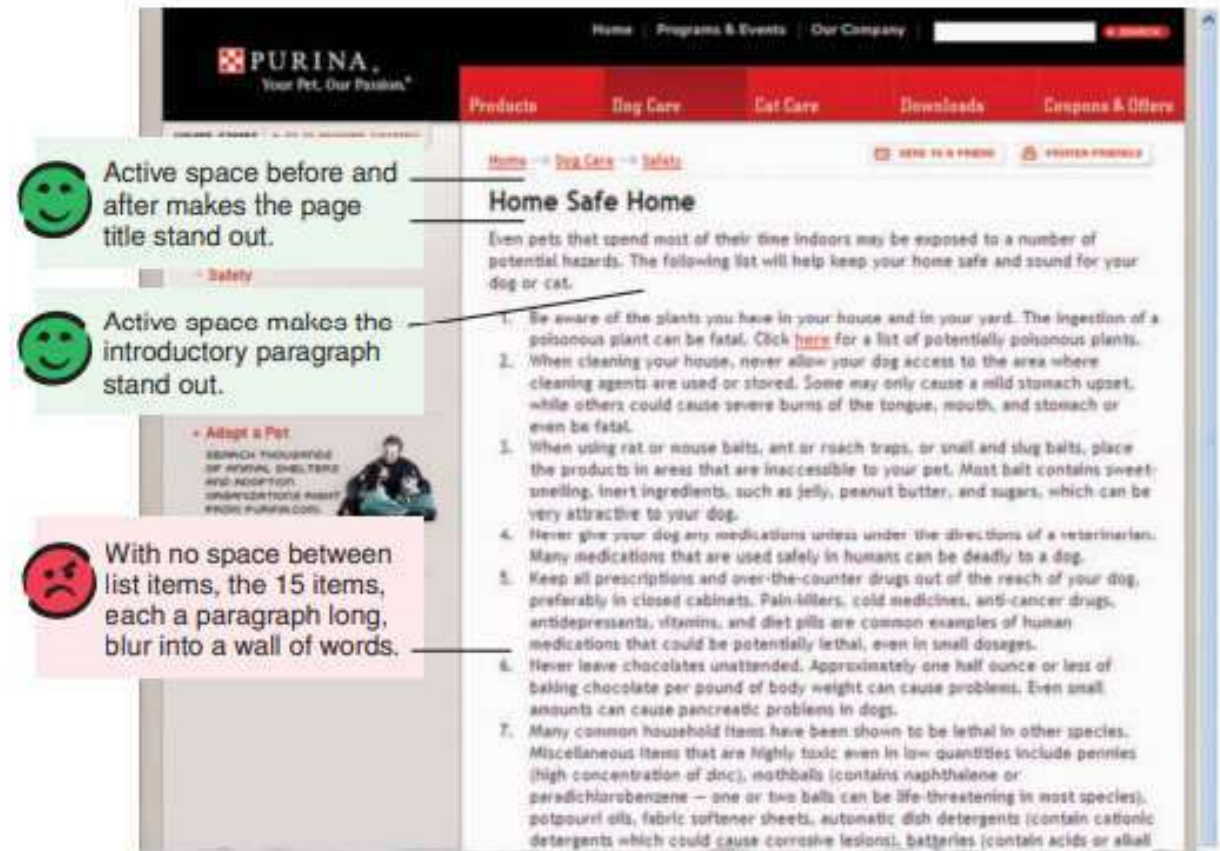 Home Programs & Events Our Company SEARCH
PURINA
Your Pet, Our Passion.®
Products Dog Care Cat Care Downloads Coupons & Offers
Home → Dog Care → Safety SEND TO A FRIEND PRINTER-FRIENDLY
Active space before and
after makes the page
title stand out.
Safety
Active space makes the
introductory paragraph
stand out.
Adopt a Pet
SEARCH THOUSANDS
OF ANIMAL SHELTERS
AND ADOPTION
ORGANIZATIONS RIGHT
FROM PURINA.COM.
With no space between
list items, the 15 items,
each a paragraph long,
blur into a wall of words.
Home Safe Home
Even pets that spend most of their time indoors may be exposed to a number of
potential hazards. The following list will help keep your home safe and sound for your
dog or cat.
1. Be aware of the plants you have in your house and in your yard. The ingestion of a
poisonous plant can be fatal. Click here for a list of potentially poisonous plants.
2. When cleaning your house, never allow your dog access to the area where
cleaning agents are used or stored. Some may only cause a mild stomach upset,
while others could cause severe burns of the tongue, mouth, and stomach or
even be fatal.
3. When using rat or mouse baits, ant or roach traps, or snail and slug baits, place
the products in areas that are inaccessible to your pet. Most bait contains sweet-
smelling, inert ingredients, such as jelly, peanut butter, and sugars, which can be
very attractive to your dog.
4. Never give your dog any medications unless under the directions of a veterinarian.
Many medications that are used safely in humans can be deadly to a dog.
5. Keep all prescriptions and over-the-counter drugs out of the reach of your dog,
preferably in closed cabinets. Pain-killers, cold medicines, anti-cancer drugs,
antidepressants, vitamins, and diet pills are common examples of human
medications that could be potentially lethal, even in small dosages.
6. Never leave chocolates unattended. Approximately one half ounce or less of
baking chocolate per pound of body weight can cause problems. Even small
amounts can cause pancreatic problems in dogs.
7. Many common household items have been shown to be lethal in other species.
Miscellaneous items that are highly toxic even in low quantities include pennies
(high concentration of zinc), mothballs (contains naphthalene or
paradichlorobenzene — one or two balls can be life-threatening in most species),
potpourri oils, fabric softener sheets, automatic dish detergents (contain cationic
detergents which could cause corrosive lesions), batteries (contain acids or alkali